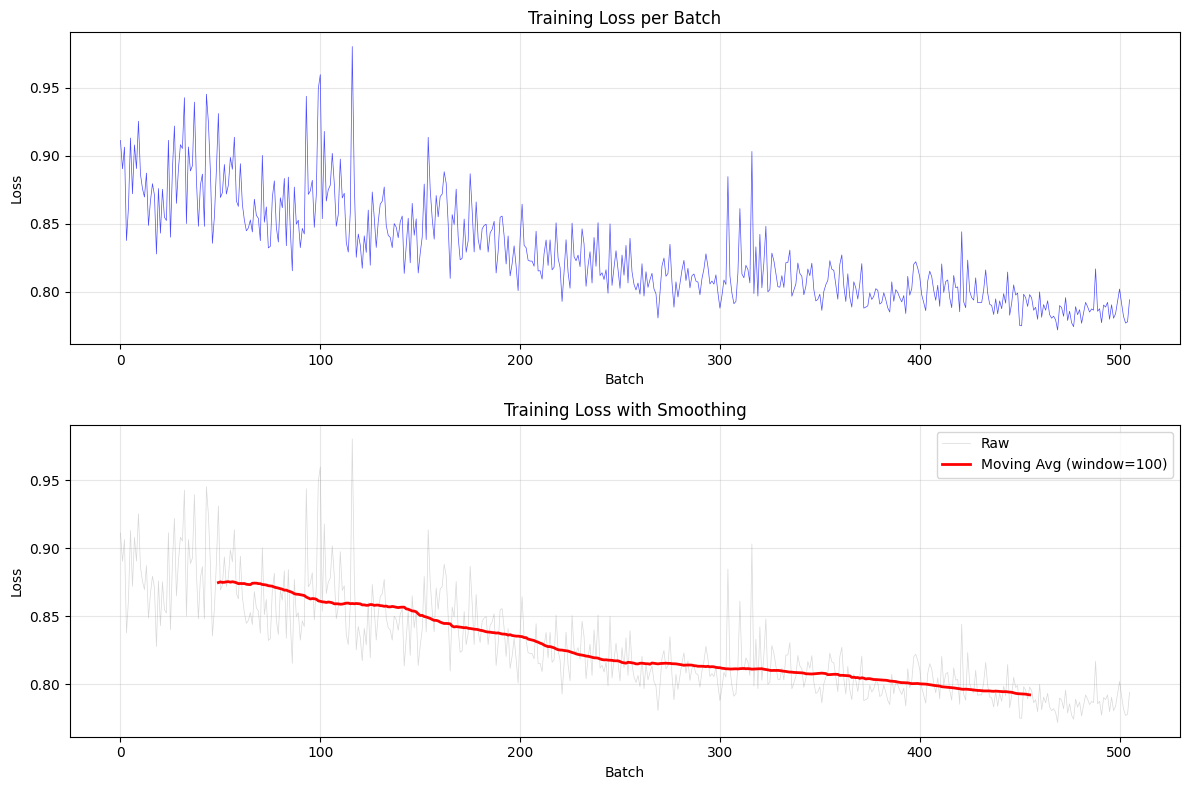 Training Loss per Batch
0.95
0.90
0.85
0.80
Loss
0 100 200 300 400 500
Batch
Training Loss with Smoothing
Raw
Moving Avg (window=100)
0.95
0.90
0.85
0.80
Loss
0 100 200 300 400 500
Batch